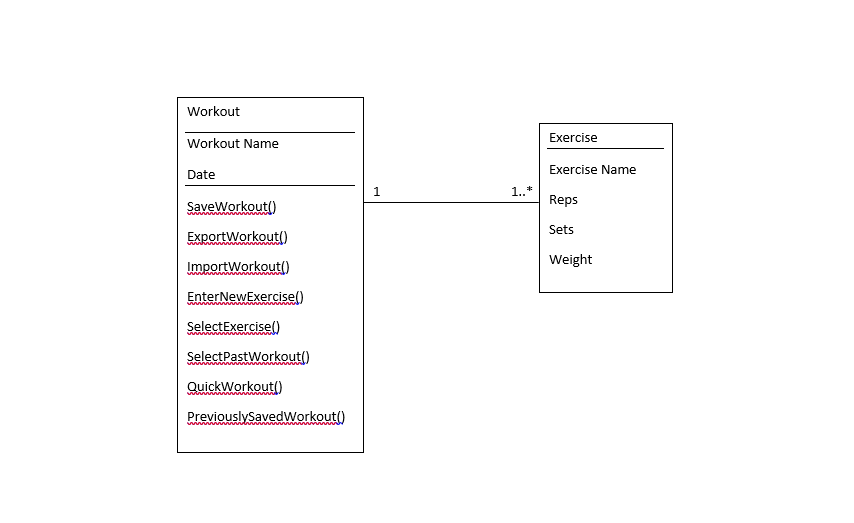 Workout
Workout Name
Date
SaveWorkout()
ExportWorkout()
ImportWorkout()
EnterNewExercise()
SelectExercise()
SelectPastWorkout()
QuickWorkout()
PreviouslySavedWorkout()
1
1..*
Exercise
Exercise Name
Reps
Sets
Weight